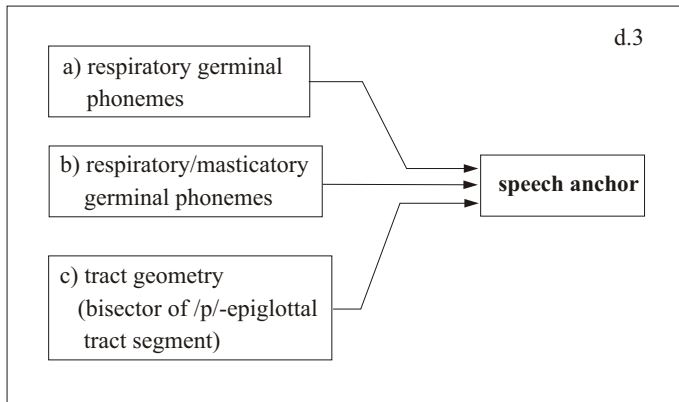 d.3
a) respiratory germinal
phonemes
b) respiratory/masticatory
germinal phonemes
speech anchor
c) tract geometry
(bisector of /p/-epiglottal
tract segment)